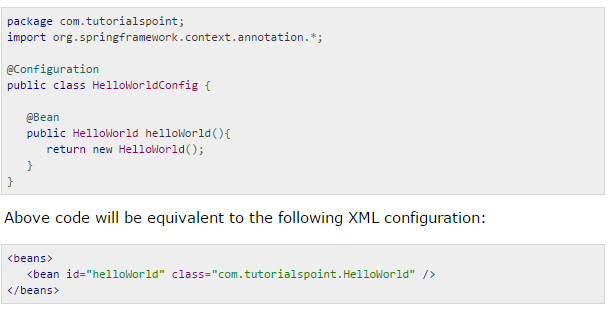 package com.tutorialspoint;
import org.springframework.context.annotation.*;
@Configuration
public class HelloWorldConfig {
@Bean
public HelloWorld helloWorld(){
return new HelloWorld();
}
}
Above code will be equivalent to the following XML configuration:
<beans>
<bean id="helloWorld" class="com.tutorialspoint.HelloWorld" />
</beans>